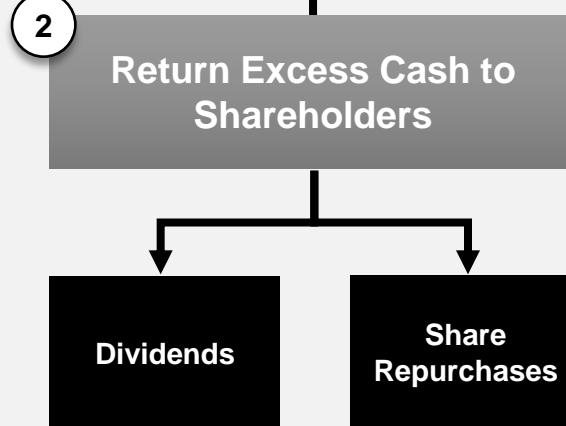 2
Return Excess Cash to
Shareholders
Dividends
Share
Repurchases